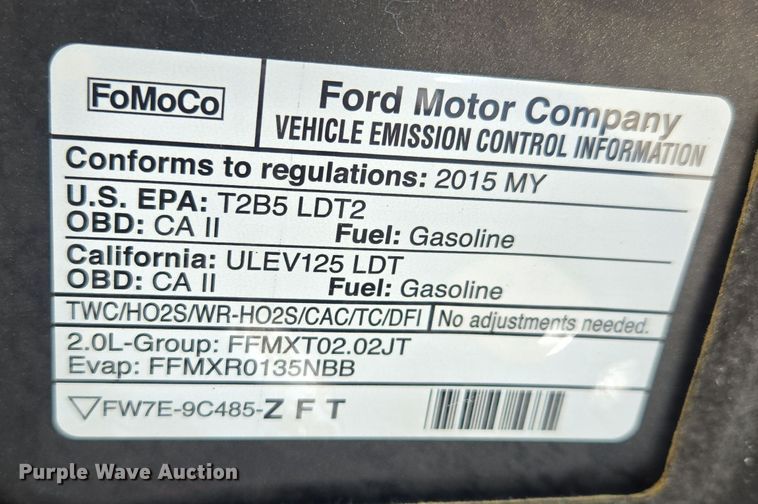 FoMoCo
Ford Motor Company
VEHICLE EMISSION CONTROL INFORMATION
Conforms to regulations: 2015 MY
U.S. EPA: T2B5 LDT2
OBD: CA II Fuel: Gasoline
California: ULEV125 LDT
OBD: CA II Fuel: Gasoline
TWC/HO2S/WR-HO2S/CAC/TC/DFI No adjustments needed.
2.0L-Group: FFMXT02.02JT
Evap: FFMXR0135NBB
FW7E-9C485-Z F T
Purple Wave Auction